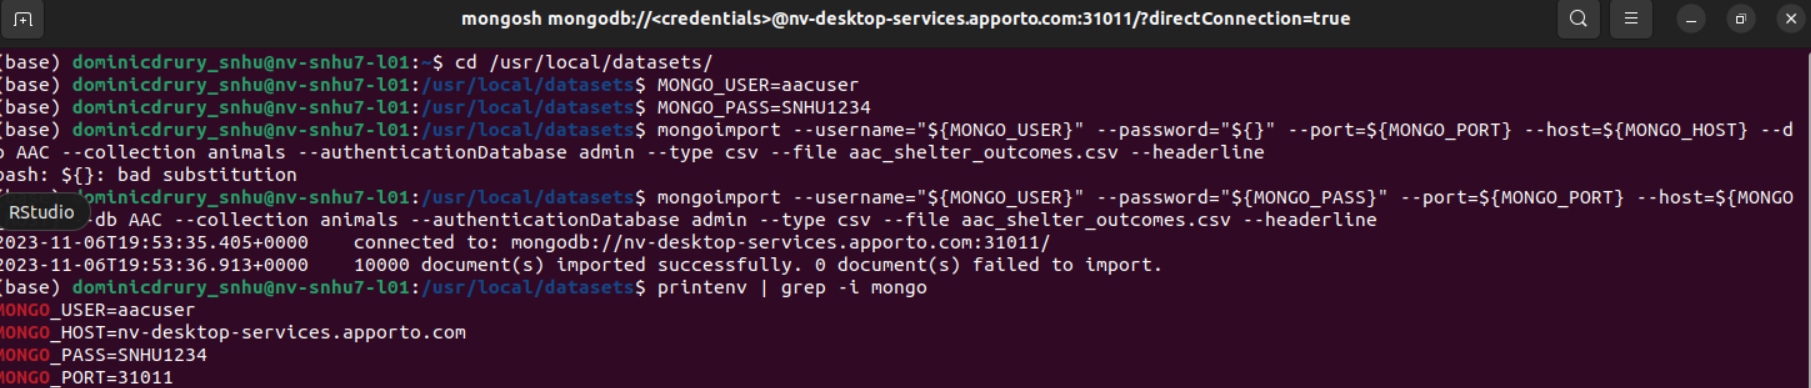 mongosh mongodb://<credentials>@nv-desktop-services.apporto.com:31011/?directConnection=true
(base) dominicdrury_snhu@nv-snhu7-l01:~$ cd /usr/local/datasets/
(base) dominicdrury_snhu@nv-snhu7-l01:/usr/local/datasets$ MONGO_USER=aacuser
(base) dominicdrury_snhu@nv-snhu7-l01:/usr/local/datasets$ MONGO_PASS=SNHU1234
(base) dominicdrury_snhu@nv-snhu7-l01:/usr/local/datasets$ mongoimport --username="${MONGO_USER}" --password="${}" --port=${MONGO_PORT} --host=${MONGO_HOST} --d
b AAC --collection animals --authenticationDatabase admin --type csv --file aac_shelter_outcomes.csv --headerline
bash: ${}: bad substitution
ominicdrury_snhu@nv-snhu7-l01:/usr/local/datasets$ mongoimport --username="${MONGO_USER}" --password="${MONGO_PASS}" --port=${MONGO_PORT} --host=${MONGO
RStudio
-db AAC --collection animals --authenticationDatabase admin --type csv --file aac_shelter_outcomes.csv --headerline
2023-11-06T19:53:35.405+0000 connected to: mongodb://nv-desktop-services.apporto.com:31011/
2023-11-06T19:53:36.913+0000 10000 document(s) imported successfully. 0 document(s) failed to import.
(base) dominicdrury_snhu@nv-snhu7-l01:/usr/local/datasets$ printenv | grep -i mongo
MONGO_USER=aacuser
MONGO_HOST=nv-desktop-services.apporto.com
MONGO_PASS=SNHU1234
MONGO_PORT=31011